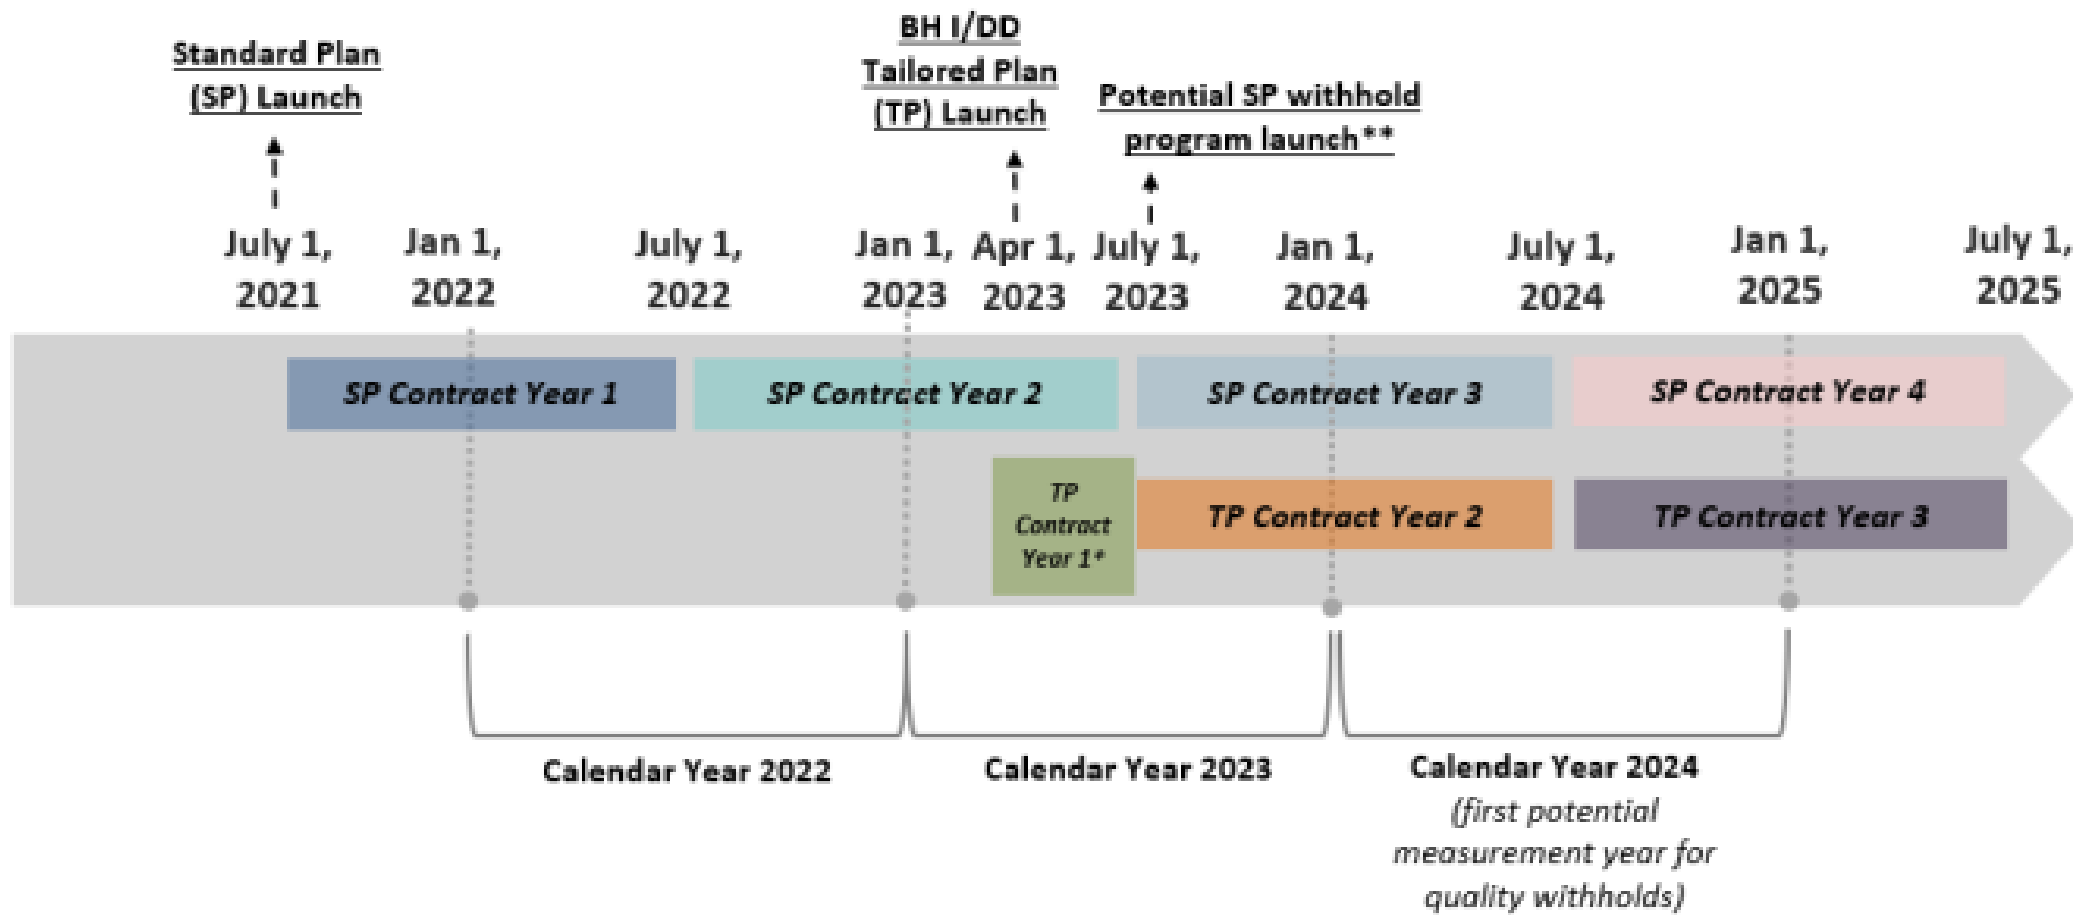 Standard Plan
(SP) Launch
BH I/DD
Tailored Plan
(TP) Launch
Potential SP withhold
program launch**
July 1,
2021
Jan 1,
2022
July 1,
2022
Jan 1,
2023
Apr 1,
2023
July 1,
2023
Jan 1,
2024
July 1,
2024
Jan 1,
2025
July 1,
2025
SP Contract Year 1
SP Contract Year 2
SP Contract Year 3
SP Contract Year 4
TP
Contract
Year 1*
TP Contract Year 2
TP Contract Year 3
Calendar Year 2022
Calendar Year 2023
Calendar Year 2024
(first potential
measurement year for
quality withholds)